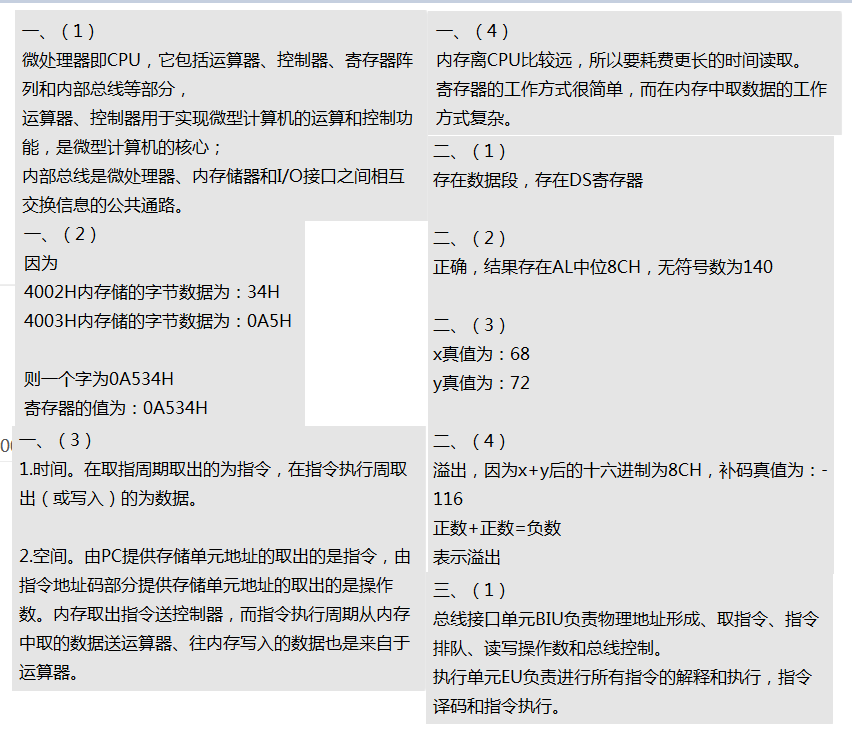 一、（1）
微处理器即CPU，它包括运算器、控制器、寄存器阵
列和内部总线等部分，
运算器、控制器用于实现微型计算机的运算和控制功
能，是微型计算机的核心；
内部总线是微处理器、内存储器和I/O接口之间相互
交换信息的公共通路。
一、（2）
因为
4002H内存储的字节数据为：34H
4003H内存储的字节数据为：0A5H
则一个字为0A534H
寄存器的值为：0A534H
一、（3）
1.时间。在取指周期取出的为指令，在指令执行周取
出（或写入）的为数据。
2.空间。由PC提供存储单元地址的取出的是指令，由
指令地址码部分提供存储单元地址的取出的是操作
数。内存取出指令送控制器，而指令执行周期从内存
中取的数据送运算器、往内存写入的数据也是来自于
运算器。
一、（4）
内存离CPU比较远，所以要耗费更长的时间读取。
寄存器的工作方式很简单，而在内存中取数据的工作
方式复杂。
二、（1）
存在数据段，存在DS寄存器
二、（2）
正确，结果存在AL中位8CH，无符号数为140
二、（3）
x真值为：68
y真值为：72
二、（4）
溢出，因为x+y后的十六进制为8CH，补码真值为：-
116
正数+正数=负数
表示溢出
三、（1）
总线接口单元BIU负责物理地址形成、取指令、指令
排队、读写操作数和总线控制。
执行单元EU负责进行所有指令的解释和执行，指令
译码和指令执行。